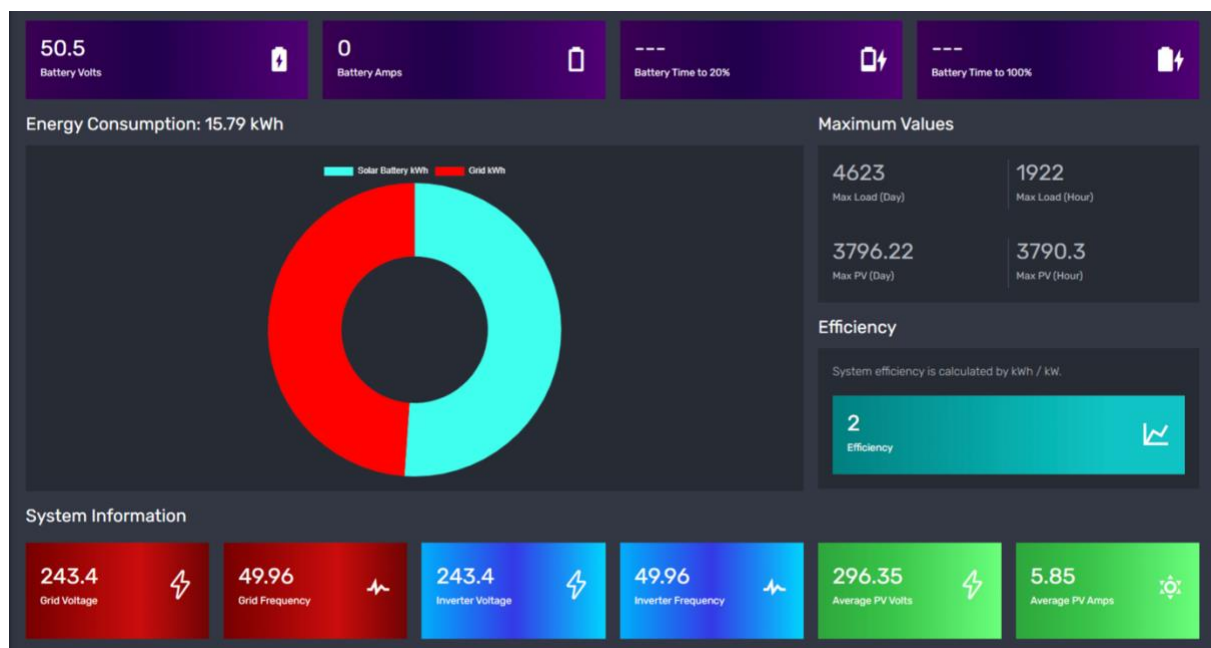 50.5
Battery Volts
0
Battery Amps
---
Battery Time to 20%
---
Battery Time to 100%
Energy Consumption: 15.79 kWh
Solar Battery kWh
Grid kWh
Maximum Values
4623
Max Load (Day)
1922
Max Load (Hour)
3796.22
Max PV (Day)
3790.3
Max PV (Hour)
Efficiency
System efficiency is calculated by kWh / kW.
2
Efficiency
System Information
243.4
Grid Voltage
49.96
Grid Frequency
243.4
Inverter Voltage
49.96
Inverter Frequency
296.35
Average PV Volts
5.85
Average PV Amps